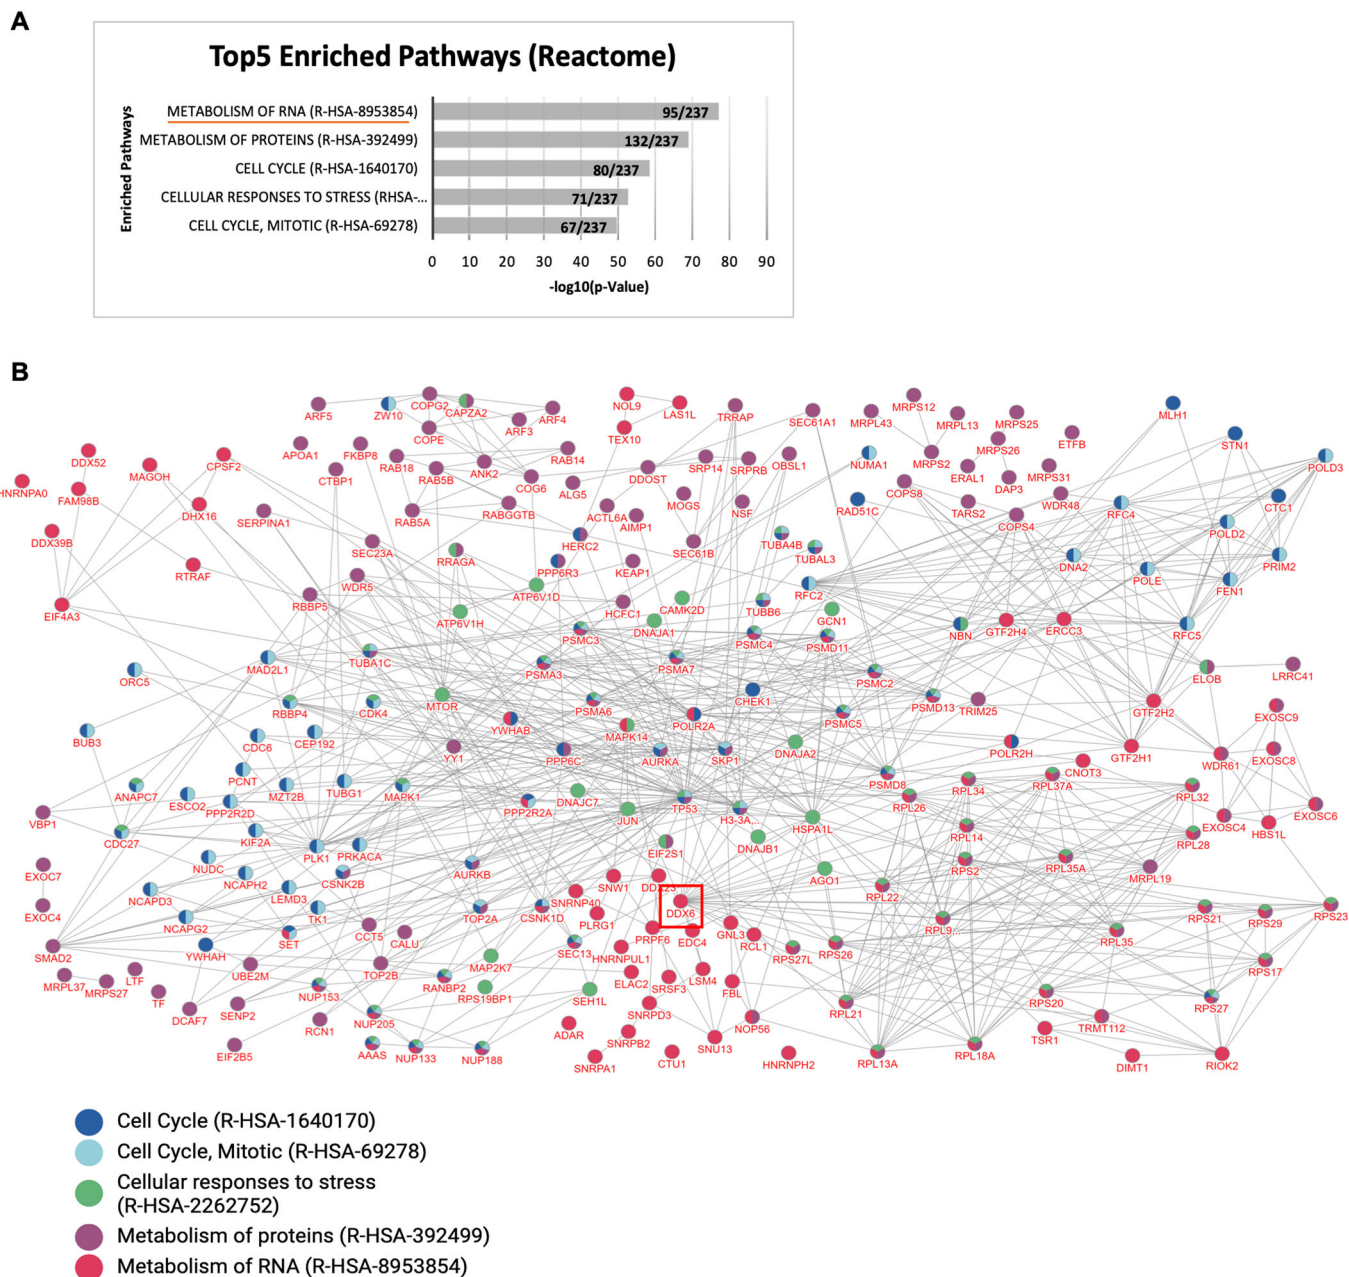 A
Top5 Enriched Pathways (Reactome)
Enriched Pathways
METABOLISM OF RNA (R-HSA-8953854) 95/237
METABOLISM OF PROTEINS (R-HSA-392499) 132/237
CELL CYCLE (R-HSA-1640170) 80/237
CELLULAR RESPONSES TO STRESS (RHSA-... 71/237
CELL CYCLE, MITOTIC (R-HSA-69278) 67/237
0 10 20 30 40 50 60 70 80 90
-log10(p-Value)
B
ARF5 ZW10 COPG2 CAPZA2 ARF4 NOL9 LAS1L TRRAP SEC61A1 MRPL43 MRPS12 MRPL13 MRPS25 MLH1
COPE ARF3 TEX10 ETFB STN1
APOA1 FKBP8 RAB18 ANK2 RAB14 SRP14 SRPRB OBSL1 NUMA1 MRPS2 MRPS26 POLD3
DDX52 MAGOH CPSF2 CTBP1 RAB5B COG6 ALG5 DDOST ERAL1 DAP3 MRPS31
HNRNPA0 FAM98B DHX16 SERPINA1 RAB5A RABGGTB ACTL6A MOGS NSF RAD51C COPS8 TARS2 WDR48 RFC4 CTC1
DDX39B SEC23A HERC2 AIMP1 SEC61B TUBA4B TUBAL3 COPS4 POLD2
RTRAF WDR5 RRAGA PPP6R3 KEAP1 DNA2 POLE PRIM2
EIF4A3 RBBP5 ATP6V1D HCFC1 CAMK2D TUBB6 RFC2 FEN1
ATP6V1H PSMC3 DNAJA1 PSMC4 GCN1 PSMD11 NBN GTF2H4 ERCC3 RFC5
ORC5 MAD2L1 TUBA1C PSMA3 PSMA7 PSMC2 ELOB LRRC41
RBBP4 CDK4 MTOR PSMA6 CHEK1 PSMC5 PSMD13 TRIM25 GTF2H2 EXOSC9
BUB3 CDC6 CEP192 YWHAB MAPK14 POLR2A DNAJA2 POLR2H GTF2H1 EXOSC8
YY1 PPP6C AURKA SKP1 CNOT3 WDR61
ANAPC7 PCNT MZT2B TUBG1 MAPK1 DNAJC7 PSMD8 RPL34 RPL37A RPL32
VBP1 ESCO2 PPP2R2D PPP2R2A JUN TP53 H3-3A... HSPA1L RPL26 EXOSC4 HBS1L EXOSC6
CDC27 KIF2A PLK1 PRKACA EIF2S1 DNAJB1 RPL14 RPL28
EXOC7 NUDC NCAPH2 CSNK2B AURKB SNW1 DDX23 AGO1 RPS2 RPL35A MRPL19
EXOC4 NCAPD3 LEMD3 TK1 TOP2A CSNK1D SNRNP40 PLRG1 DDX6 RPL22 RPS21 RPS29 RPS23
SMAD2 NCAPG2 YWHAH SET CCT5 CALU SEC13 PRPF6 EDC4 GNL3 RCL1 RPL9... RPL35
MRPL37 MRPS27 LTF UBE2M TOP2B MAP2K7 HNRNPUL1 RPS27L RPS26 RPS17
TF NUP153 RANBP2 RPS19BP1 SEH1L ELAC2 SRSF3 LSM4 FBL
DCAF7 SENP2 RCN1 NUP205 SNRPD3 NOP56 RPL21 RPS20 TRMT112 RPS27
EIF2B5 AAAS NUP133 NUP188 ADAR SNRPB2 SNU13 TSR1
SNRPA1 CTU1 HNRNPH2 RPL13A RPL18A DIMT1 RIOK2
Cell Cycle (R-HSA-1640170)
Cell Cycle, Mitotic (R-HSA-69278)
Cellular responses to stress
(R-HSA-2262752)
Metabolism of proteins (R-HSA-392499)
Metabolism of RNA (R-HSA-8953854)